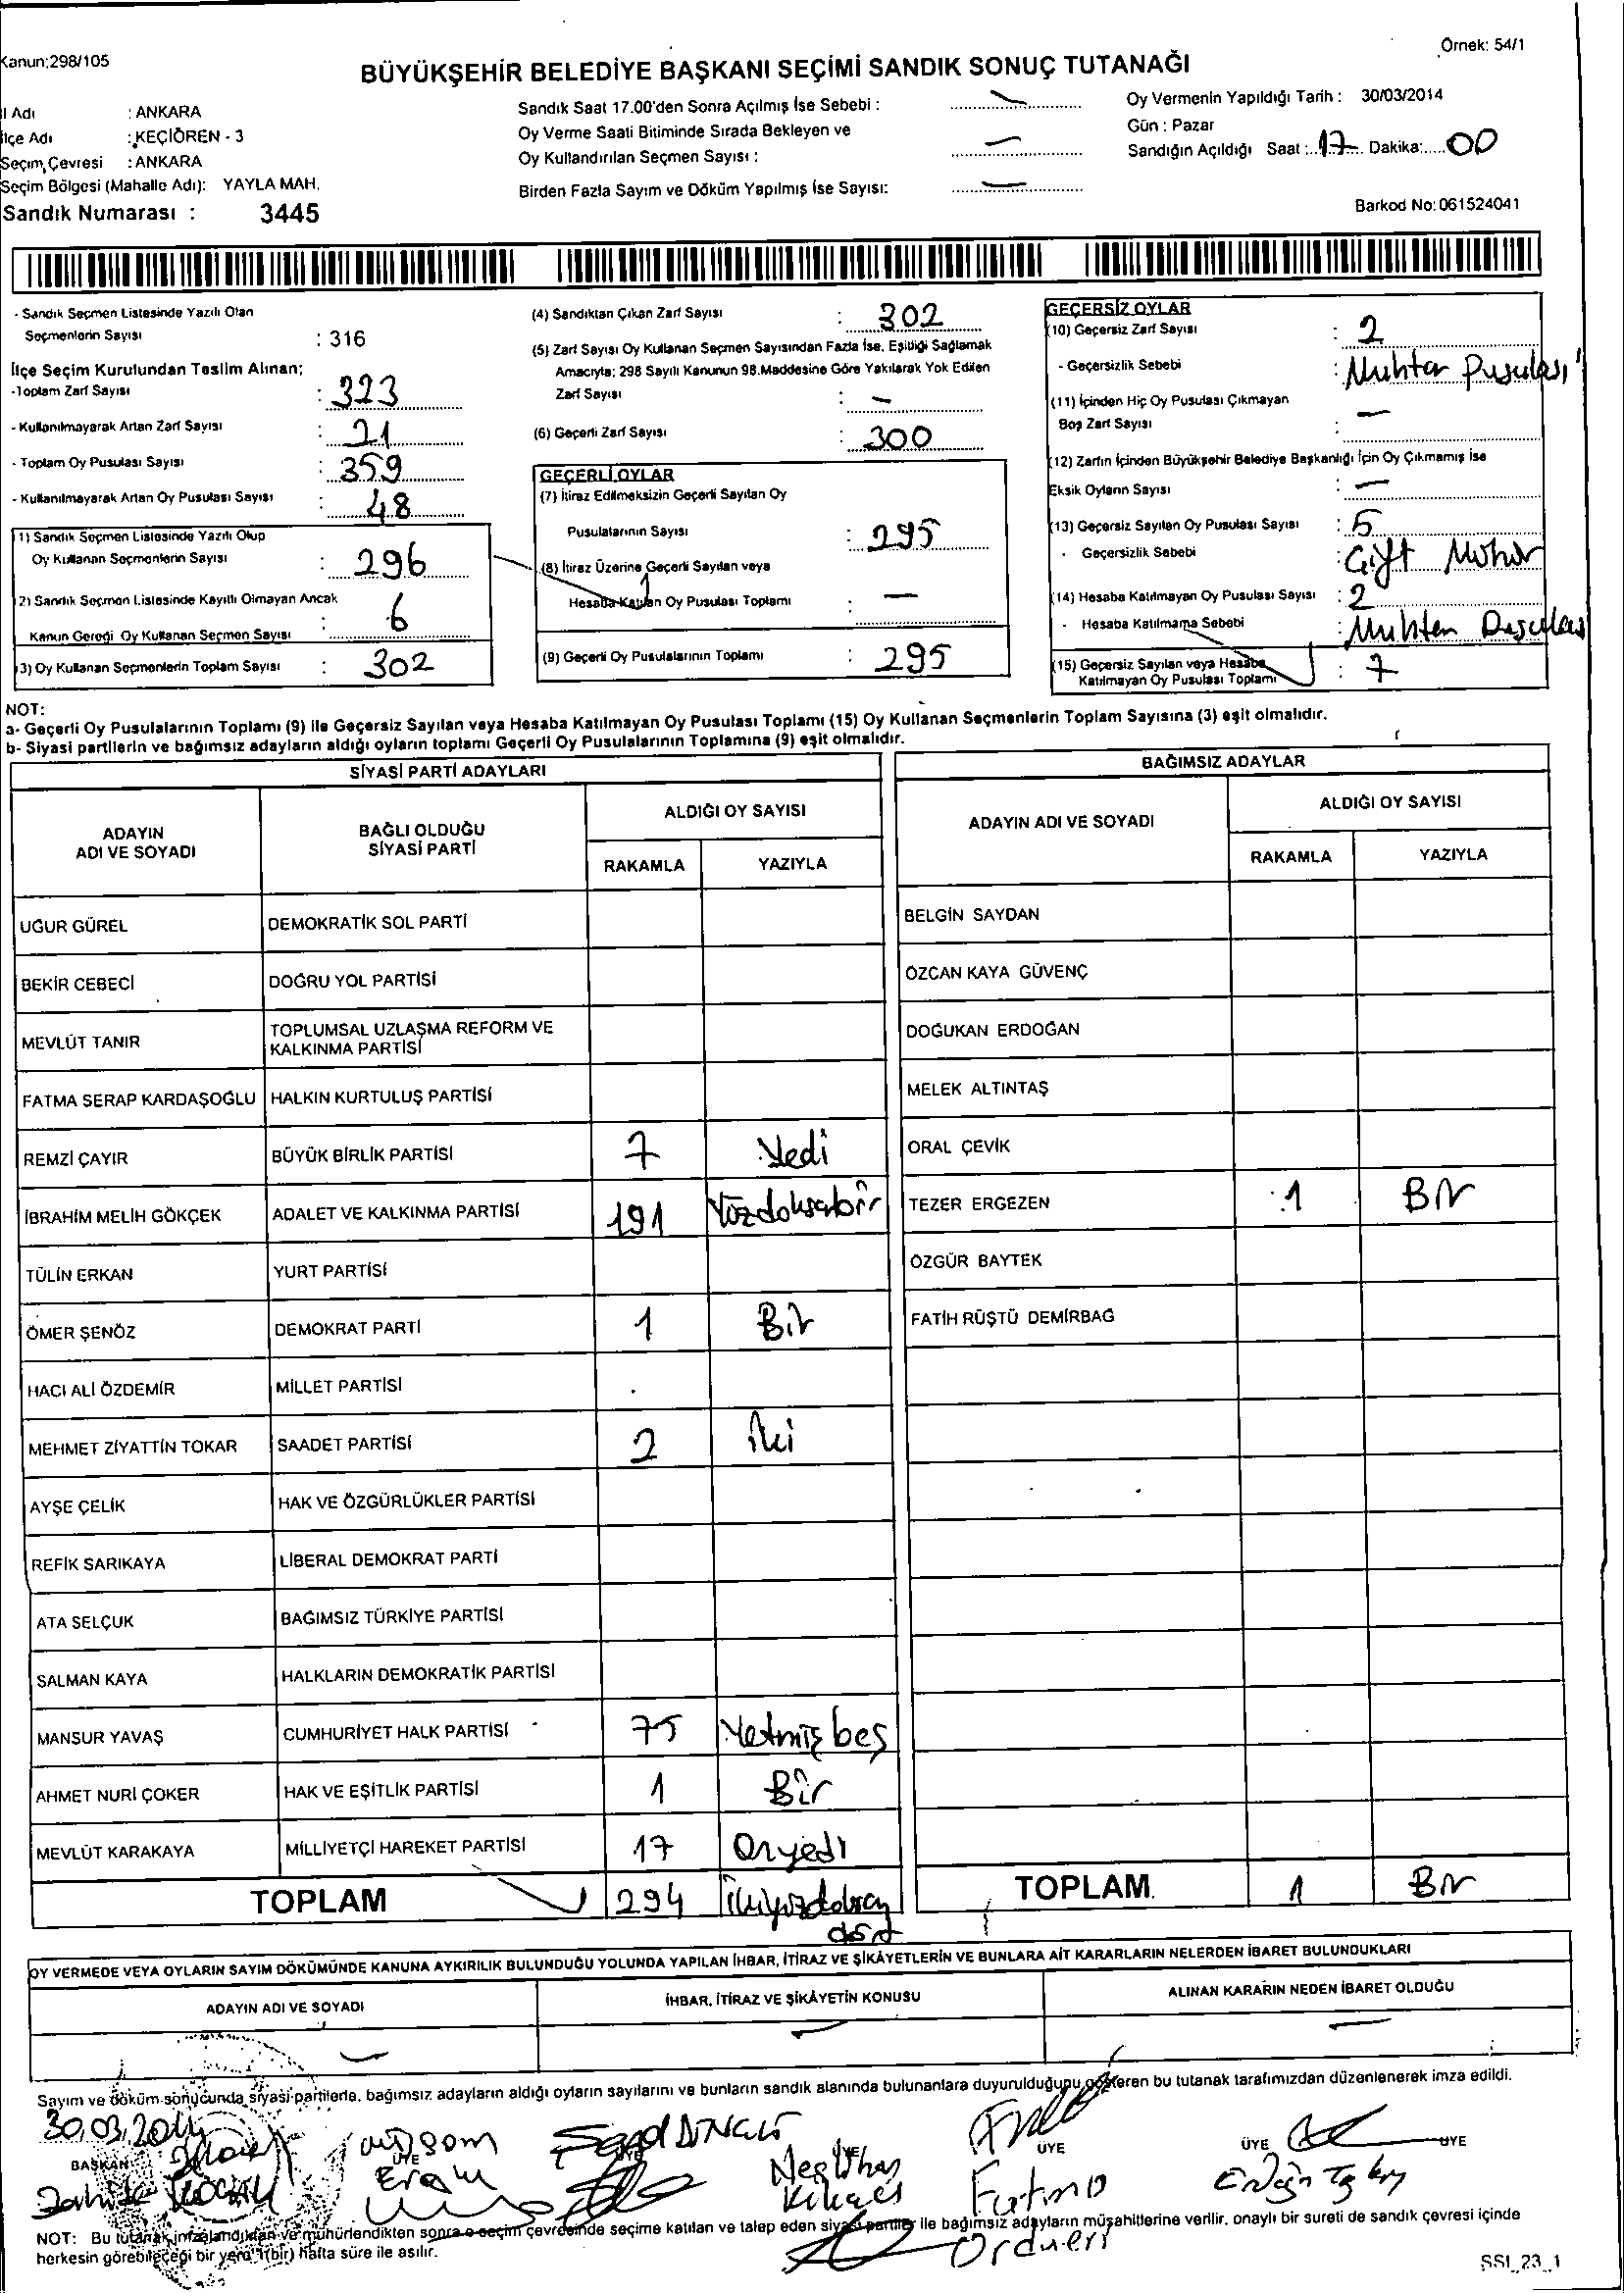 Kanun;298/105
Örnek: 54/1
BÜYÜKŞEHİR BELEDİYE BAŞKANI SEÇİMİ SANDIK SONUÇ TUTANAĞI
İl Adı : ANKARA
İlçe Adı : KEÇİÖREN - 3
Seçim Çevresi : ANKARA
Seçim Bölgesi (Mahalle Adı): YAYLA MAH.
Sandık Numarası : 3445
Sandık Saat 17.00'den Sonra Açılmış İse Sebebi : —
Oy Verme Saati Bitiminde Sırada Bekleyen ve
Oy Kullandırılan Seçmen Sayısı : —
Birden Fazla Sayım ve Döküm Yapılmış İse Sayısı: —
Oy Vermenin Yapıldığı Tarih : 30/03/2014
Gün : Pazar
Sandığın Açıldığı Saat : 17 Dakika: 00
Barkod No: 061524041
- Sandık Seçmen Listesinde Yazılı Olan
Seçmenlerin Sayısı : 316
İlçe Seçim Kurulundan Teslim Alınan;
-Toplam Zarf Sayısı : 323
- Kullanılmayarak Artan Zarf Sayısı : 21
- Toplam Oy Pusulası Sayısı : 359
- Kullanılmayarak Artan Oy Pusulası Sayısı : 48
1) Sandık Seçmen Listesinde Yazılı Olup
Oy Kullanan Seçmenlerin Sayısı : 296
2) Sandık Seçmen Listesinde Kayıtlı Olmayan Ancak
Kanun Gereği Oy Kullanan Seçmen Sayısı : 6
3) Oy Kullanan Seçmenlerin Toplam Sayısı : 302
(4) Sandıktan Çıkan Zarf Sayısı : 302
(5) Zarf Sayısı Oy Kullanan Seçmen Sayısından Fazla İse, Eşitliği Sağlamak
Amacıyla; 298 Sayılı Kanunun 98.Maddesine Göre Yakılarak Yok Edilen
Zarf Sayısı : —
(6) Geçerli Zarf Sayısı : 300
GEÇERLİ OYLAR
(7) İtiraz Edilmeksizin Geçerli Sayılan Oy
Pusulalarının Sayısı : 295
(8) İtiraz Üzerine Geçerli Sayılan veya
Hesaba Katılan Oy Pusulası Toplamı : —
(9) Geçerli Oy Pusulalarının Toplamı : 295
GEÇERSİZ OYLAR
(10) Geçersiz Zarf Sayısı : 2
- Geçersizlik Sebebi : Muhtar Pusulası
(11) İçinden Hiç Oy Pusulası Çıkmayan
Boş Zarf Sayısı : —
(12) Zarfın İçinden Büyükşehir Belediye Başkanlığı İçin Oy Çıkmamış İse
Eksik Oyların Sayısı : —
(13) Geçersiz Sayılan Oy Pusulası Sayısı : 5
- Geçersizlik Sebebi : Çift Mühür
(14) Hesaba Katılmayan Oy Pusulası Sayısı : 2
- Hesaba Katılmama Sebebi : Muhtar
(15) Geçersiz Sayılan veya Hesaba
Katılmayan Oy Pusulası Toplamı : 7
NOT:
a- Geçerli Oy Pusulalarının Toplamı (9) ile Geçersiz Sayılan veya Hesaba Katılmayan Oy Pusulası Toplamı (15) Oy Kullanan Seçmenlerin Toplam Sayısına (3) eşit olmalıdır.
b- Siyasi partilerin ve bağımsız adayların aldığı oyların toplamı Geçerli Oy Pusulalarının Toplamına (9) eşit olmalıdır.
SİYASİ PARTİ ADAYLARI
ADAYIN
ADI VE SOYADI
BAĞLI OLDUĞU
SİYASİ PARTİ
ALDIĞI OY SAYISI
RAKAMLA YAZIYLA
UĞUR GÜREL DEMOKRATİK SOL PARTİ
BEKİR CEBECİ DOĞRU YOL PARTİSİ
MEVLÜT TANIR TOPLUMSAL UZLAŞMA REFORM VE
KALKINMA PARTİSİ
FATMA SERAP KARDAŞOĞLU HALKIN KURTULUŞ PARTİSİ
REMZİ ÇAYIR BÜYÜK BİRLİK PARTİSİ 7 Yedi
İBRAHİM MELİH GÖKÇEK ADALET VE KALKINMA PARTİSİ 191 Yüzdoksanbir
TÜLİN ERKAN YURT PARTİSİ
ÖMER ŞENÖZ DEMOKRAT PARTİ 1 Bir
HACI ALİ ÖZDEMİR MİLLET PARTİSİ
MEHMET ZİYATTİN TOKAR SAADET PARTİSİ 2 iki
AYŞE ÇELİK HAK VE ÖZGÜRLÜKLER PARTİSİ
REFİK SARIKAYA LİBERAL DEMOKRAT PARTİ
ATA SELÇUK BAĞIMSIZ TÜRKİYE PARTİSİ
SALMAN KAYA HALKLARIN DEMOKRATİK PARTİSİ
MANSUR YAVAŞ CUMHURİYET HALK PARTİSİ 75 Yetmiş beş
AHMET NURİ ÇOKER HAK VE EŞİTLİK PARTİSİ 1 Bir
MEVLÜT KARAKAYA MİLLİYETÇİ HAREKET PARTİSİ 17 Onyedi
TOPLAM 294 İkiyüzdoksan
dört
BAĞIMSIZ ADAYLAR
ADAYIN ADI VE SOYADI
ALDIĞI OY SAYISI
RAKAMLA YAZIYLA
BELGİN SAYDAN
ÖZCAN KAYA GÜVENÇ
DOĞUKAN ERDOĞAN
MELEK ALTINTAŞ
ORAL ÇEVİK
TEZER ERGEZEN 1 Bir
ÖZGÜR BAYTEK
FATİH RÜŞTÜ DEMİRBAĞ
TOPLAM 1 Bir
OY VERMEDE VEYA OYLARIN SAYIM DÖKÜMÜNDE KANUNA AYKIRILIK BULUNDUĞU YOLUNDA YAPILAN İHBAR, İTİRAZ VE ŞİKÂYETLERİN VE BUNLARA AİT KARARLARIN NELERDEN İBARET BULUNDUKLARI
ADAYIN ADI VE SOYADI İHBAR, İTİRAZ VE ŞİKÂYETİN KONUSU ALINAN KARARIN NEDEN İBARET OLDUĞU
— — —
Sayım ve döküm sonucunda siyasi partilerle, bağımsız adayların aldığı oyların sayılarını ve bunların sandık alanında bulunanlara duyurulduğunu gösteren bu tutanak tarafımızdan düzenlenerek imza edildi.
30.03.2014
BAŞKAN ÜYE ÜYE ÜYE ÜYE ÜYE ÜYE
Neslihan
Fatma
NOT: Bu tutanak imzalandıktan ve mühürlendikten sonra o seçim çevresinde seçime katılan ve talep eden siyasi partiler ile bağımsız adayların müşahitlerine verilir, onaylı bir sureti de sandık çevresi içinde
herkesin görebileceği bir yere 1(bir) hafta süre ile asılır.
SSI_23_1